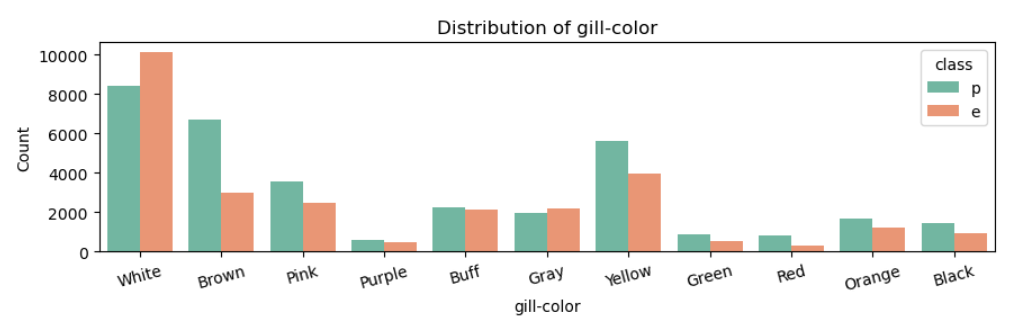 Distribution of gill-color
10000
8000
6000
4000
2000
0
Count
class
p
e
White Brown Pink Purple Buff Gray Yellow Green Red Orange Black
gill-color